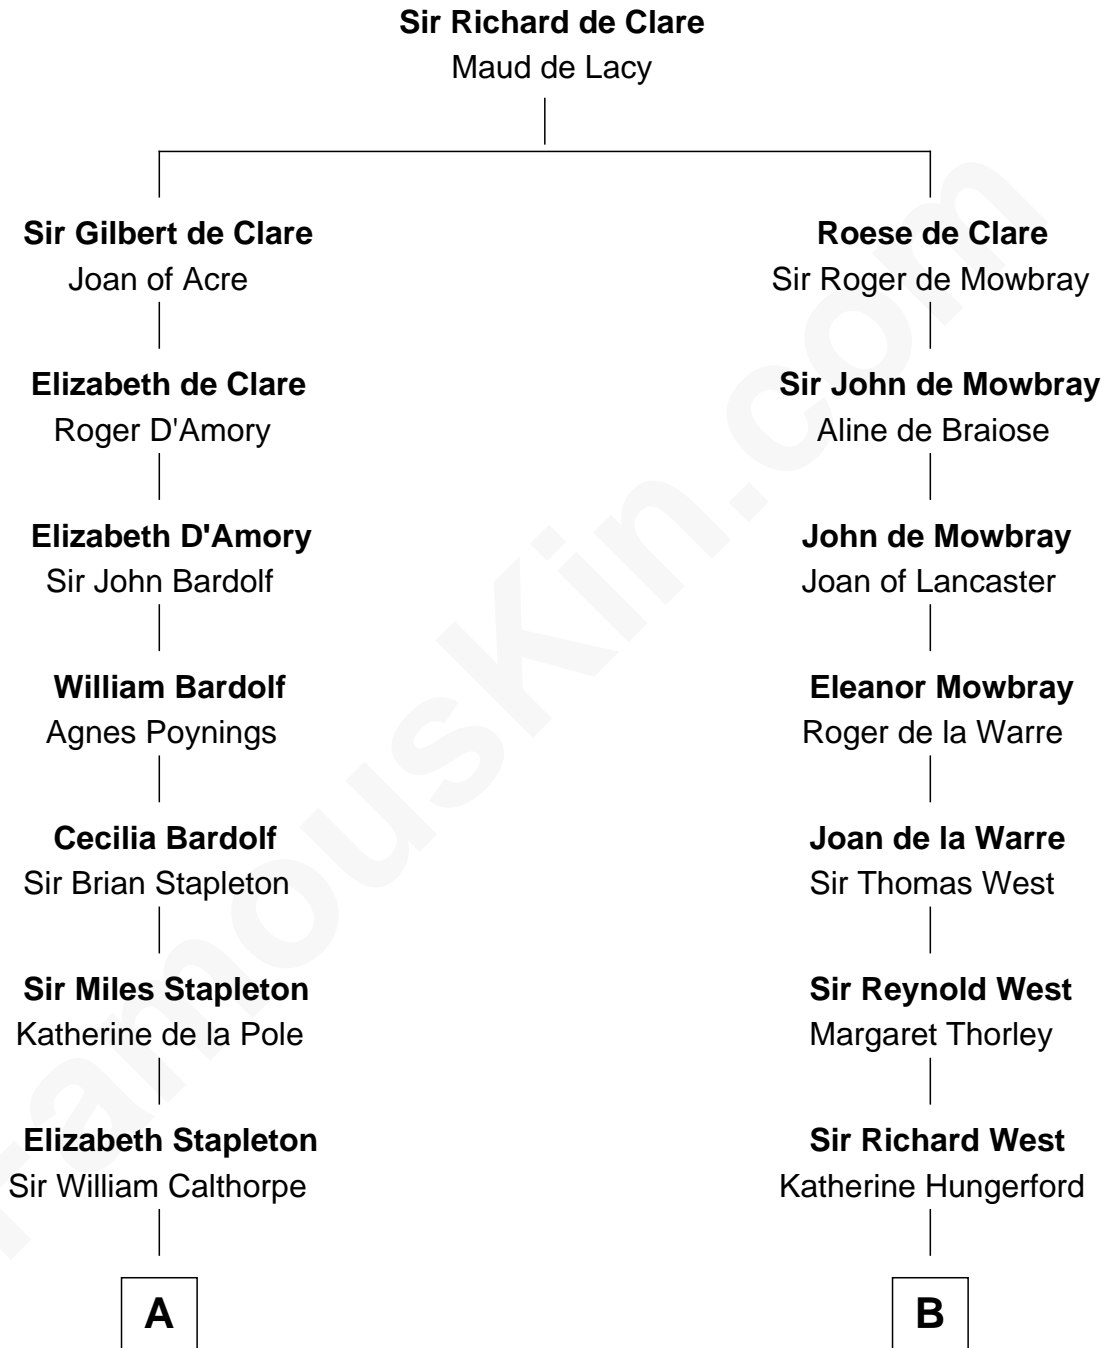 Sir Richard de Clare
Maud de Lacy
Sir Gilbert de Clare
Joan of Acre
Roese de Clare
Sir Roger de Mowbray
Elizabeth de Clare
Roger D'Amory
Sir John de Mowbray
Aline de Braiose
Elizabeth D'Amory
Sir John Bardolf
John de Mowbray
Joan of Lancaster
William Bardolf
Agnes Poynings
Eleanor Mowbray
Roger de la Warre
Cecilia Bardolf
Sir Brian Stapleton
Joan de la Warre
Sir Thomas West
Sir Miles Stapleton
Katherine de la Pole
Sir Reynold West
Margaret Thorley
Elizabeth Stapleton
Sir William Calthorpe
Sir Richard West
Katherine Hungerford
A
B
FamousKin.com